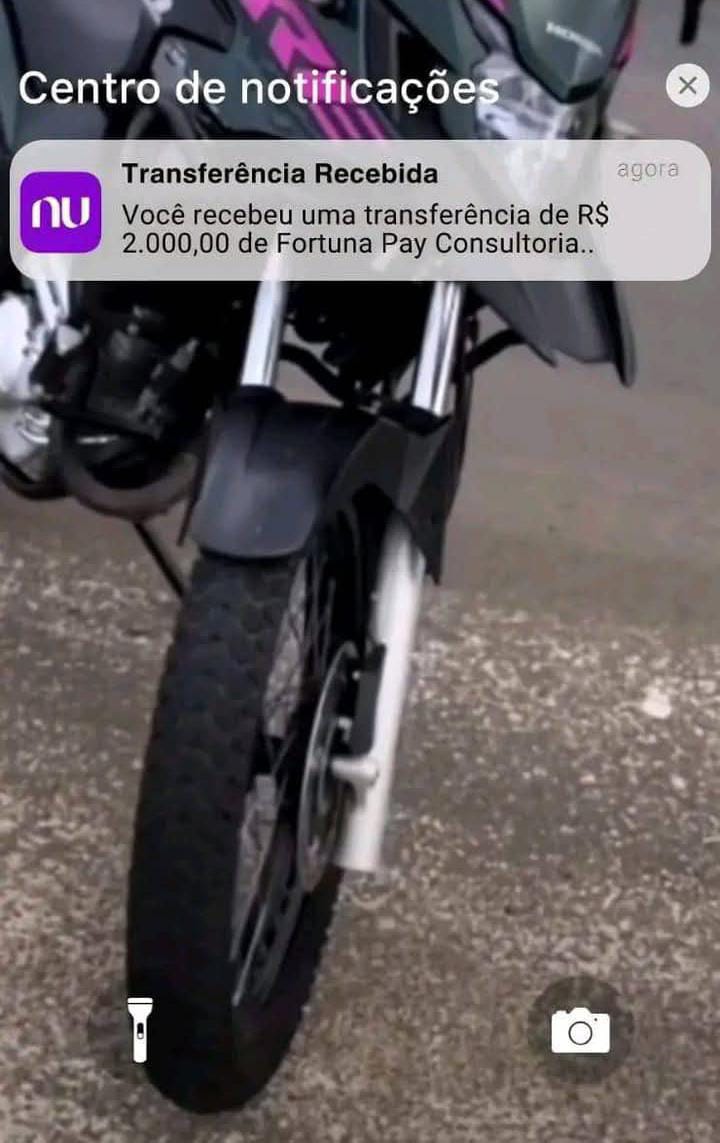 HONDA
Centro de notificações
Transferência Recebida
agora
nu
Você recebeu uma transferência de R$
2.000,00 de Fortuna Pay Consultoria..